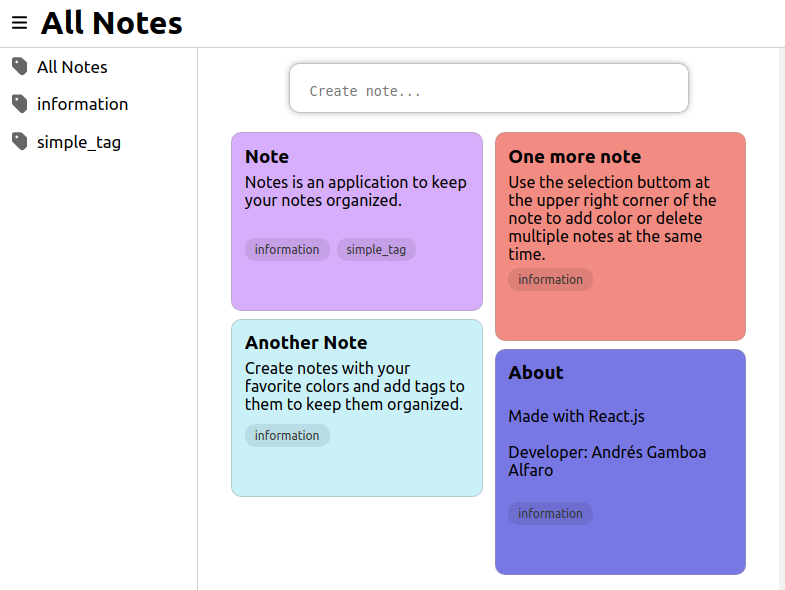 All Notes
All Notes
information
simple_tag
Create note...
Note
Notes is an application to keep
your notes organized.
information
simple_tag
One more note
Use the selection buttom at
the upper right corner of the
note to add color or delete
multiple notes at the same
time.
information
Another Note
Create notes with your
favorite colors and add tags to
them to keep them organized.
information
About
Made with React.js
Developer: Andrés Gamboa
Alfaro
information